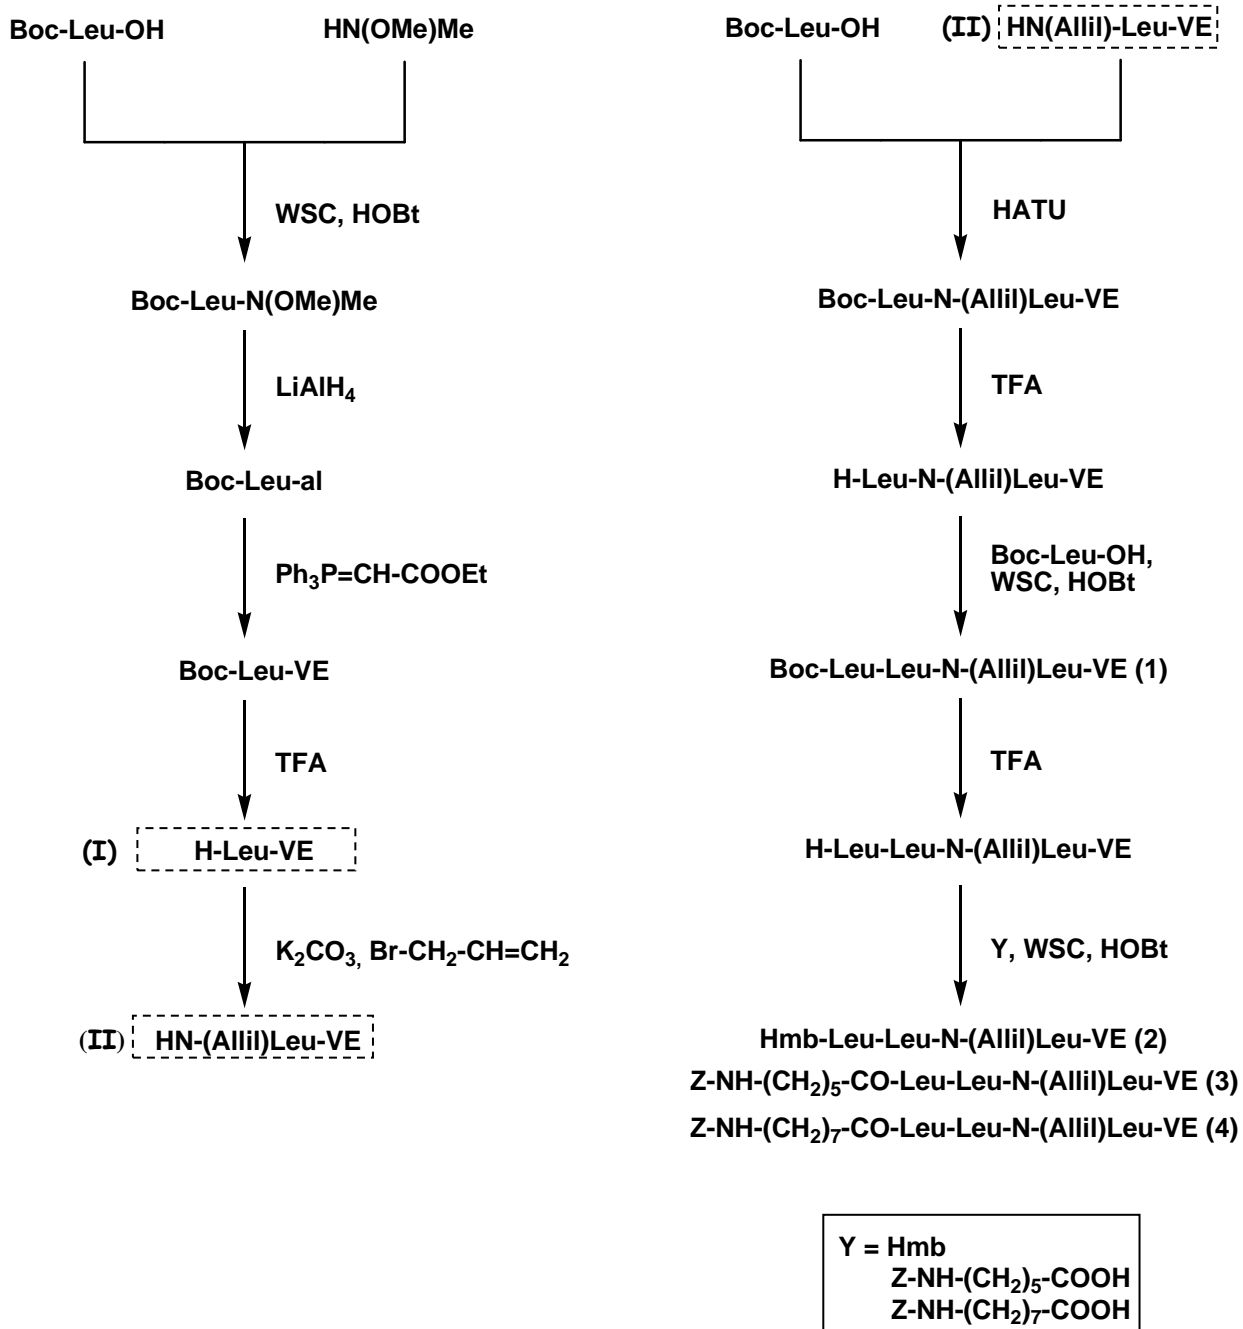 Boc-Leu-OH
HN(OMe)Me
WSC, HOBt
Boc-Leu-N(OMe)Me
LiAlH₄
Boc-Leu-al
Ph₃P=CH-COOEt
Boc-Leu-VE
TFA
(I) H-Leu-VE
K₂CO₃, Br-CH₂-CH=CH₂
(II) HN-(Allil)Leu-VE
Boc-Leu-OH
(II) HN(Allil)-Leu-VE
HATU
Boc-Leu-N-(Allil)Leu-VE
TFA
H-Leu-N-(Allil)Leu-VE
Boc-Leu-OH,
WSC, HOBt
Boc-Leu-Leu-N-(Allil)Leu-VE (1)
TFA
H-Leu-Leu-N-(Allil)Leu-VE
Y, WSC, HOBt
Hmb-Leu-Leu-N-(Allil)Leu-VE (2)
Z-NH-(CH₂)₅-CO-Leu-Leu-N-(Allil)Leu-VE (3)
Z-NH-(CH₂)₇-CO-Leu-Leu-N-(Allil)Leu-VE (4)
Y = Hmb
Z-NH-(CH₂)₅-COOH
Z-NH-(CH₂)₇-COOH